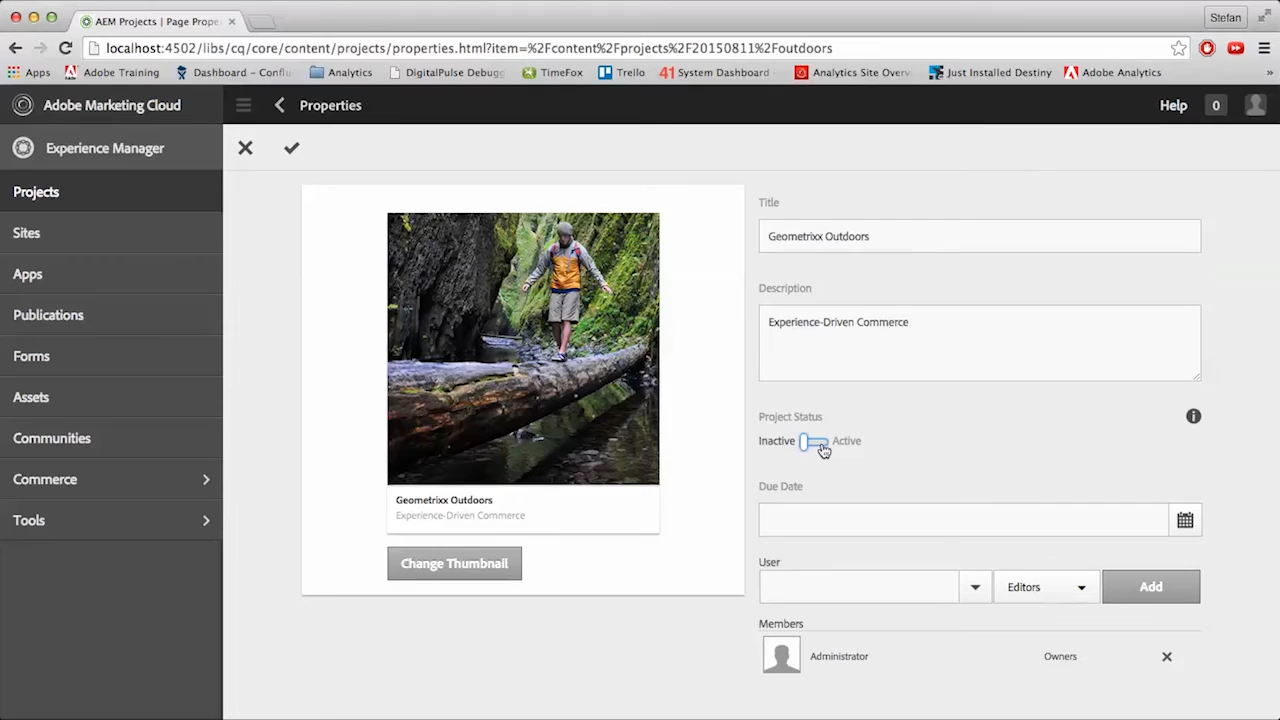 AEM Projects | Page Prope
Stefan
localhost:4502/libs/cq/core/content/projects/properties.html?item=%2Fcontent%2Fprojects%2F20150811%2Foutdoors
Apps
Adobe Training
Dashboard – Conflu
Analytics
DigitalPulse Debugg
TimeFox
Trello
41 System Dashboard
Analytics Site Overv
Just Installed Destiny
Adobe Analytics
»
Adobe Marketing Cloud
Properties
Help
0
Experience Manager
Projects
Sites
Apps
Publications
Forms
Assets
Communities
Commerce
Tools
Geometrixx Outdoors
Experience-Driven Commerce
Change Thumbnail
Title
Geometrixx Outdoors
Description
Experience-Driven Commerce
Project Status
Inactive
Active
Due Date
User
Editors
Add
Members
Administrator
Owners